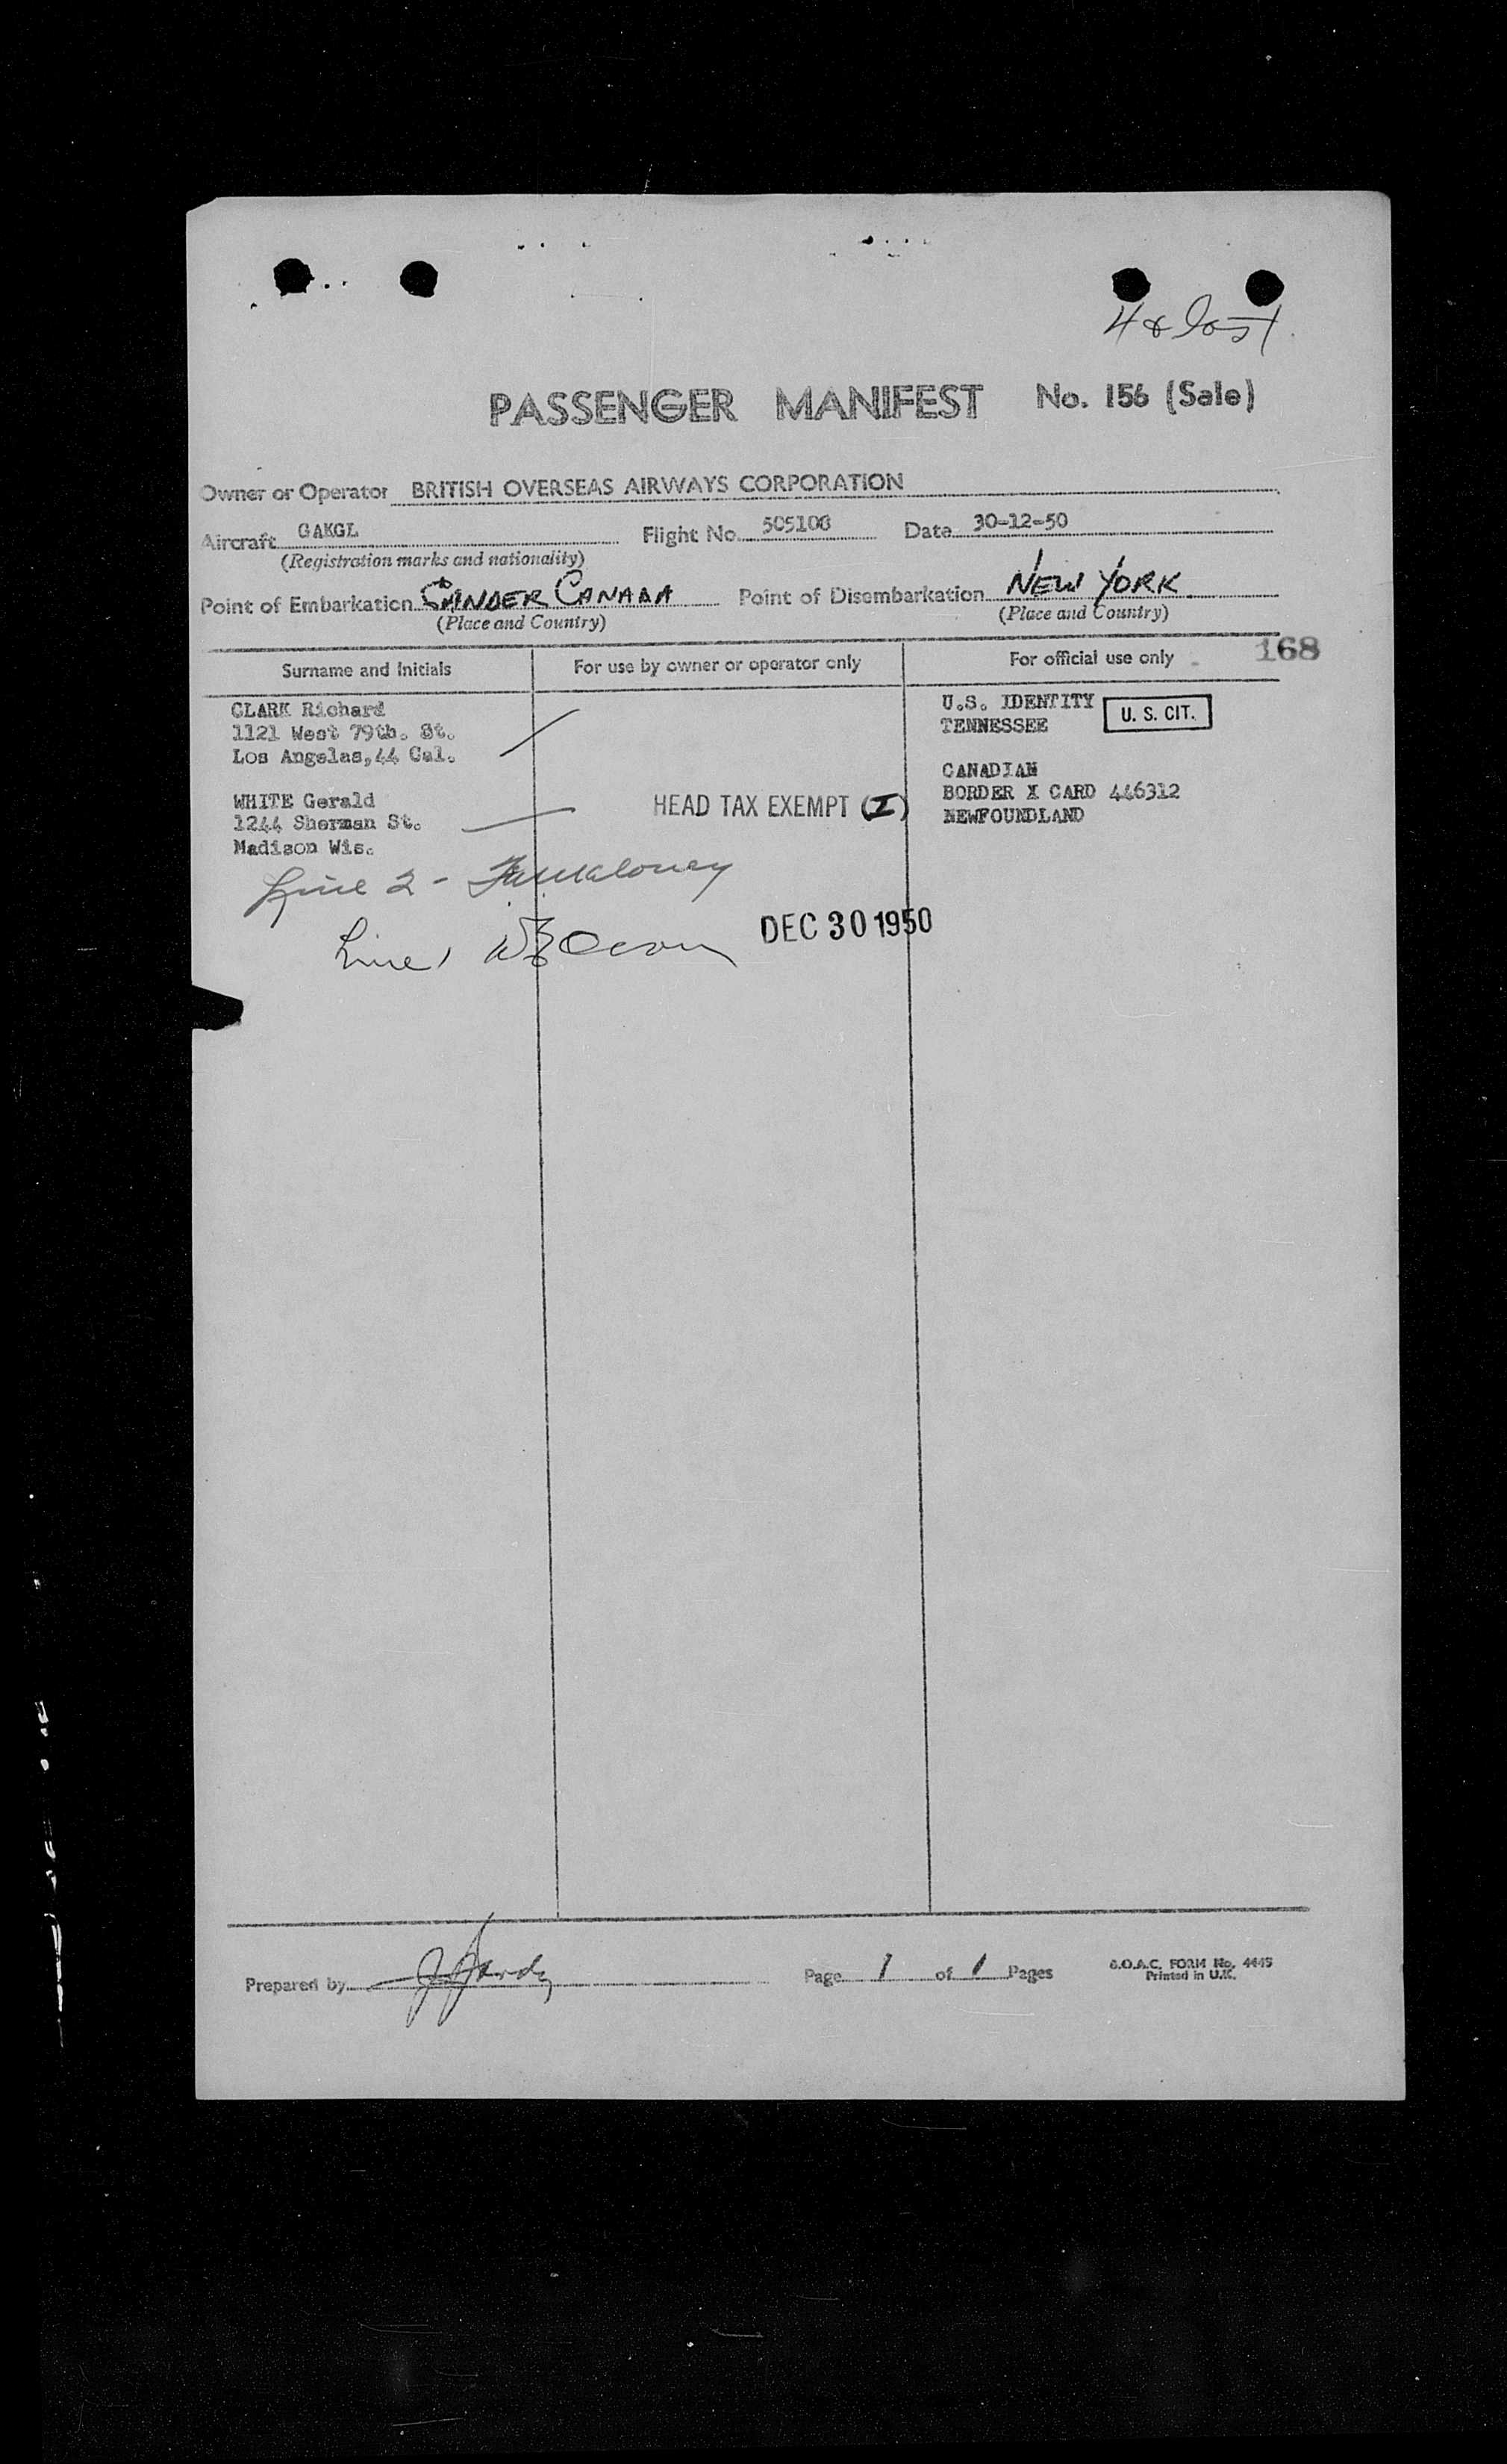 4 & last.
PASSENGER MANIFEST No. 156 (Sale)
Owner or Operator BRITISH OVERSEAS AIRWAYS CORPORATION
Aircraft GAKGL Flight No. 505108 Date 30-12-50
(Registration marks and nationality)
Point of Embarkation GANDER CANADA Point of Disembarkation NEW YORK
(Place and Country) (Place and Country)
168
Surname and Initials For use by owner or operator only For official use only
CLARK Richard
1121 West 79th. St.
Los Angelas,44 Cal.
U.S. IDENTITY
TENNESSEE
U. S. CIT.
WHITE Gerald
1244 Sherman St.
Madison Wis.
HEAD TAX EXEMPT (I)
CANADIAN
BORDER X CARD 446312
NEWFOUNDLAND
Line 2 -
Line 1
DEC 30 1950
Prepared by
Page 1 of 1 Pages
B.O.A.C. FORM No. 4445
Printed in U.K.